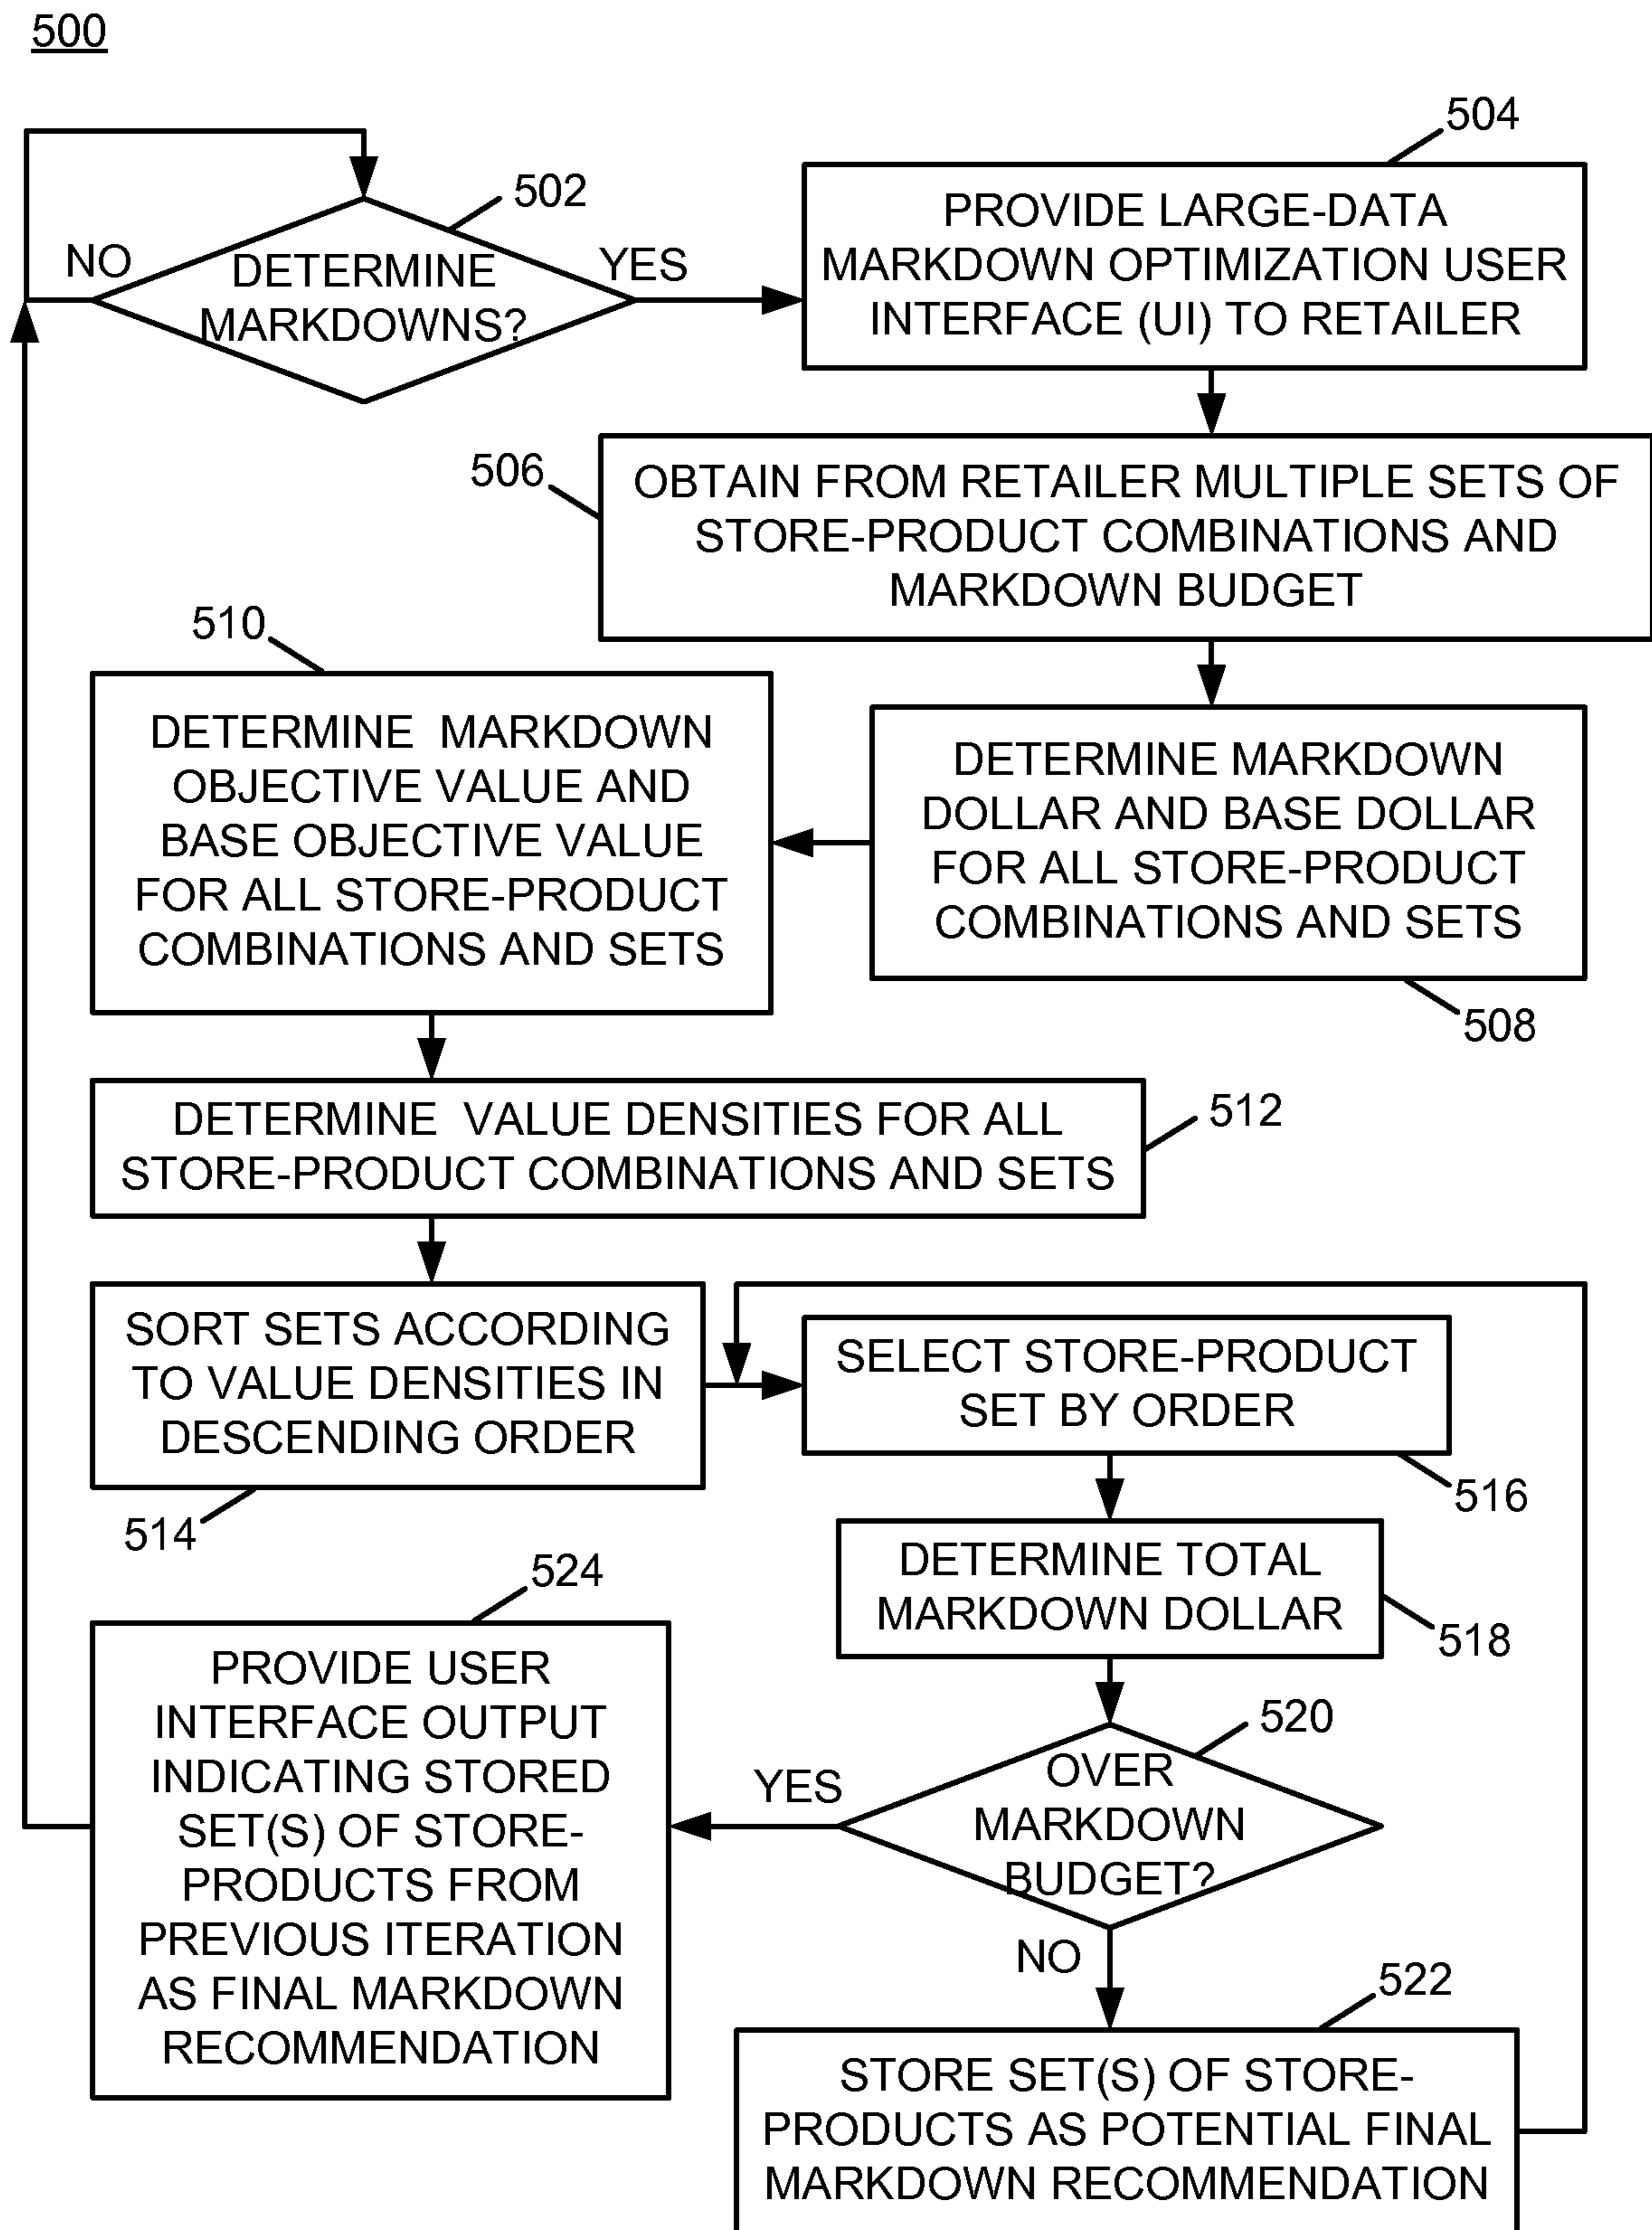 500
502
DETERMINE
MARKDOWNS?
NO
YES
504
PROVIDE LARGE-DATA
MARKDOWN OPTIMIZATION USER
INTERFACE (UI) TO RETAILER
506
OBTAIN FROM RETAILER MULTIPLE SETS OF
STORE-PRODUCT COMBINATIONS AND
MARKDOWN BUDGET
DETERMINE MARKDOWN
DOLLAR AND BASE DOLLAR
FOR ALL STORE-PRODUCT
COMBINATIONS AND SETS
508
510
DETERMINE MARKDOWN
OBJECTIVE VALUE AND
BASE OBJECTIVE VALUE
FOR ALL STORE-PRODUCT
COMBINATIONS AND SETS
DETERMINE VALUE DENSITIES FOR ALL
STORE-PRODUCT COMBINATIONS AND SETS
512
SORT SETS ACCORDING
TO VALUE DENSITIES IN
DESCENDING ORDER
514
SELECT STORE-PRODUCT
SET BY ORDER
516
DETERMINE TOTAL
MARKDOWN DOLLAR
518
520
OVER
MARKDOWN
BUDGET?
YES
NO
522
STORE SET(S) OF STORE-
PRODUCTS AS POTENTIAL FINAL
MARKDOWN RECOMMENDATION
524
PROVIDE USER
INTERFACE OUTPUT
INDICATING STORED
SET(S) OF STORE-
PRODUCTS FROM
PREVIOUS ITERATION
AS FINAL MARKDOWN
RECOMMENDATION